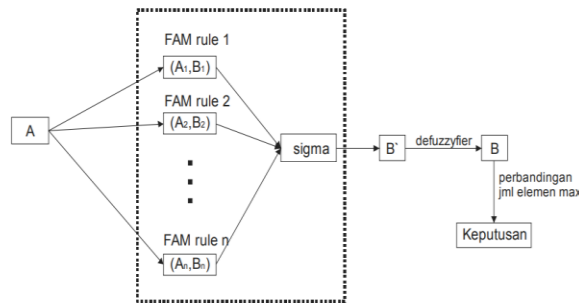 FAM rule 1
(A₁,B₁)
FAM rule 2
(A₂,B₂)
FAM rule n
(Aₙ,Bₙ)
A
sigma
B`
defuzzyfier
B
perbandingan
jml elemen max
Keputusan